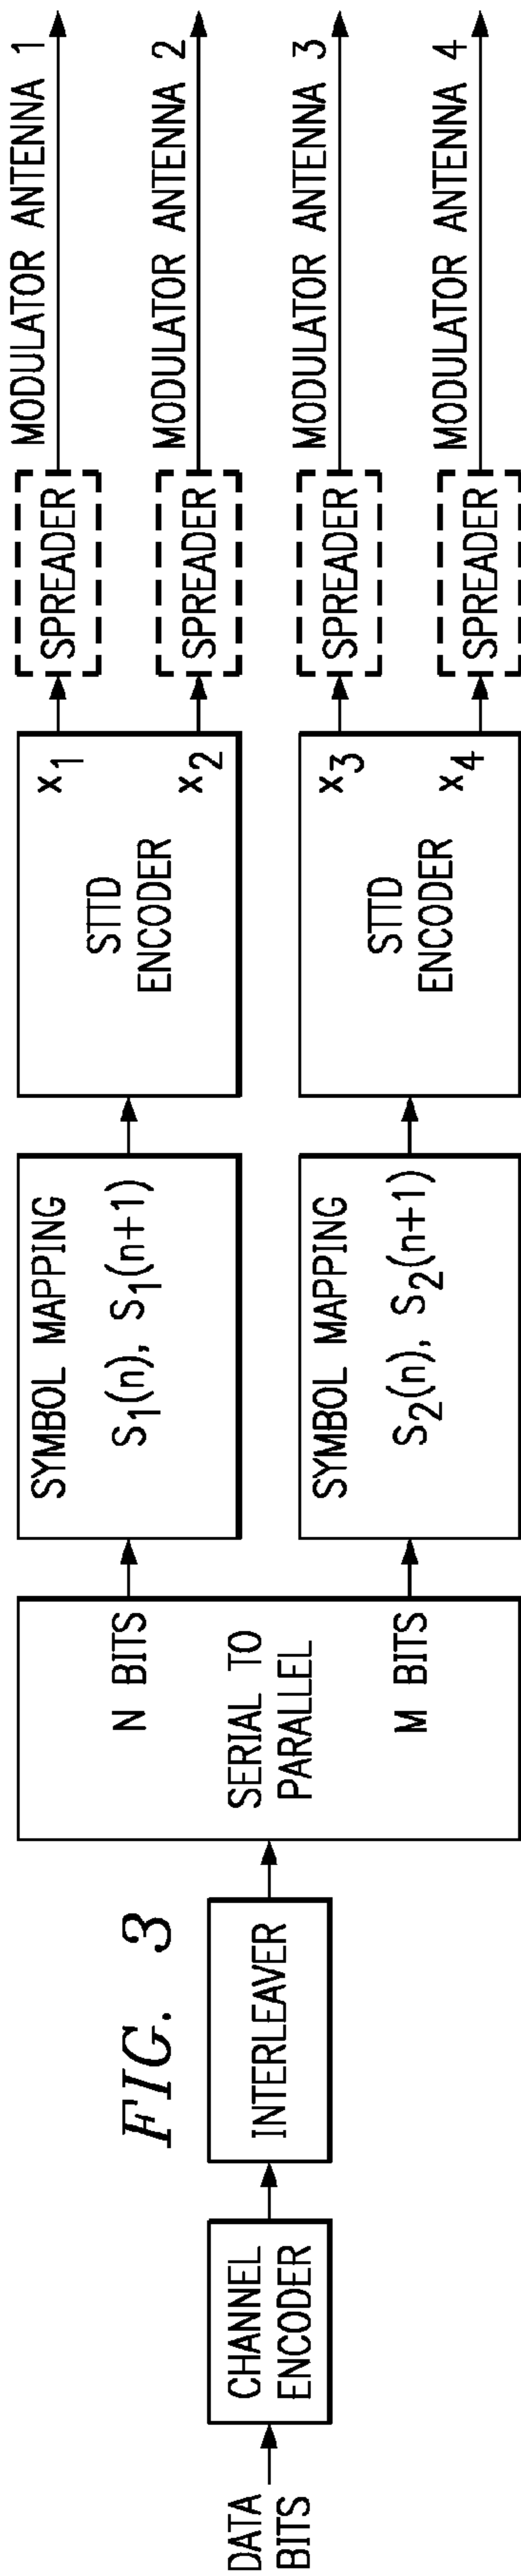 FIG. 3
DATA
BITS
CHANNEL
ENCODER
INTERLEAVER
SERIAL TO
PARALLEL
N BITS
M BITS
SYMBOL MAPPING
S1(n), S1(n+1)
STTD
ENCODER
x1
x2
SPREADER
MODULATOR ANTENNA 1
SPREADER
MODULATOR ANTENNA 2
SYMBOL MAPPING
S2(n), S2(n+1)
STTD
ENCODER
x3
x4
SPREADER
MODULATOR ANTENNA 3
SPREADER
MODULATOR ANTENNA 4